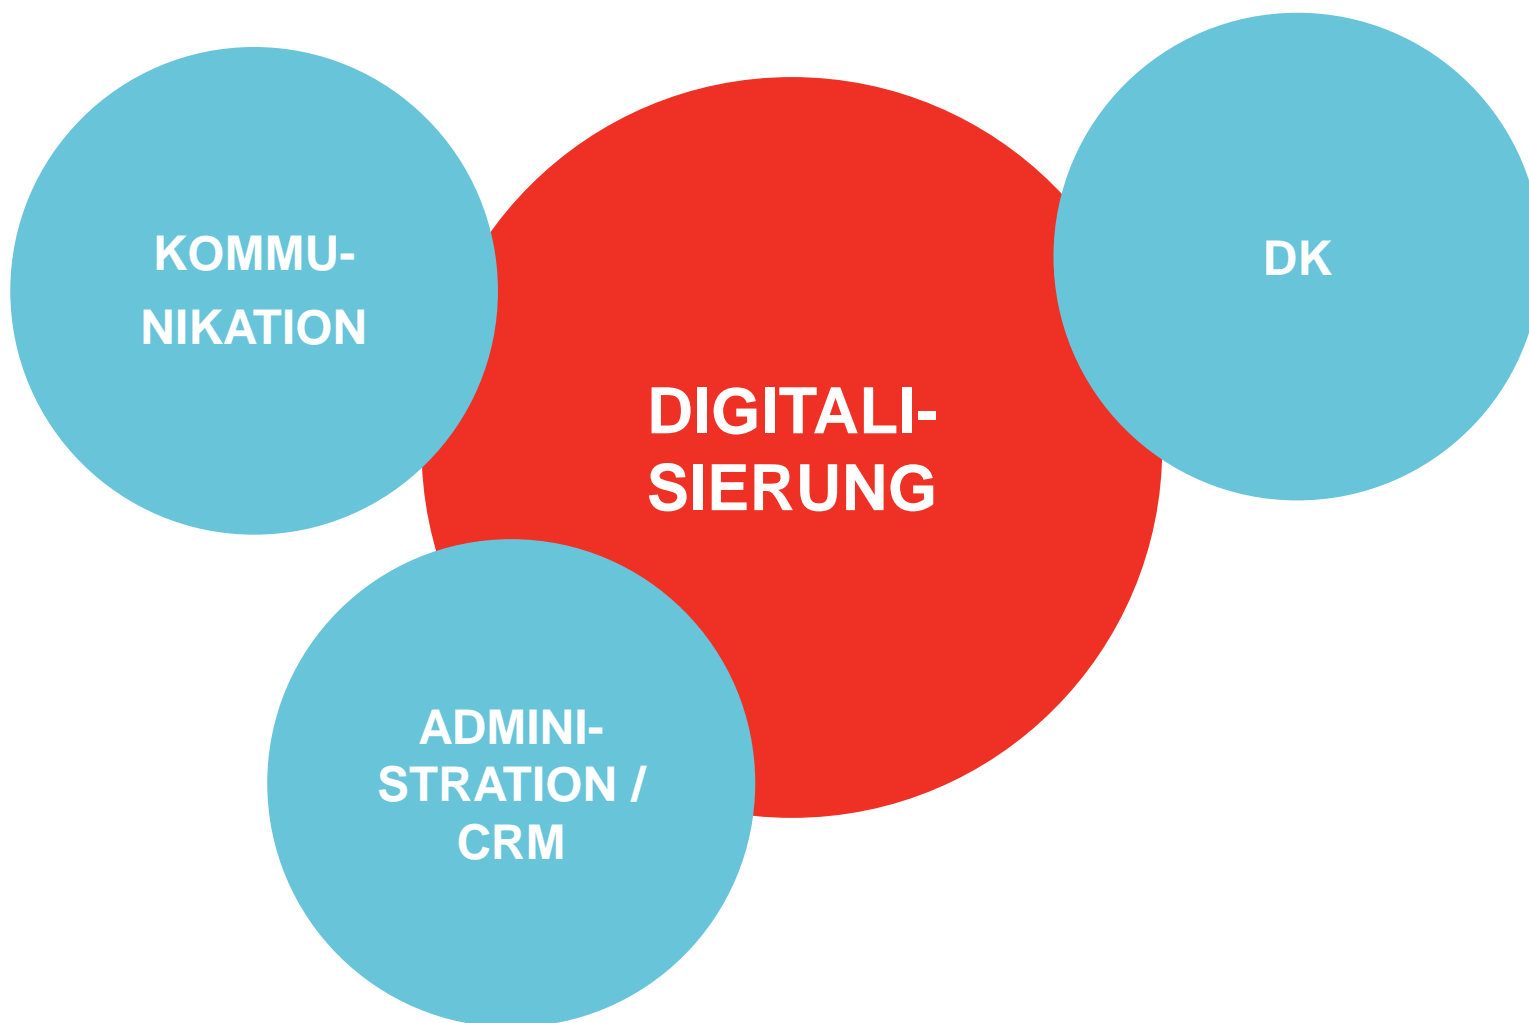 KOMMU-
NIKATION
DK
DIGITALI-
SIERUNG
ADMINI-
STRATION /
CRM